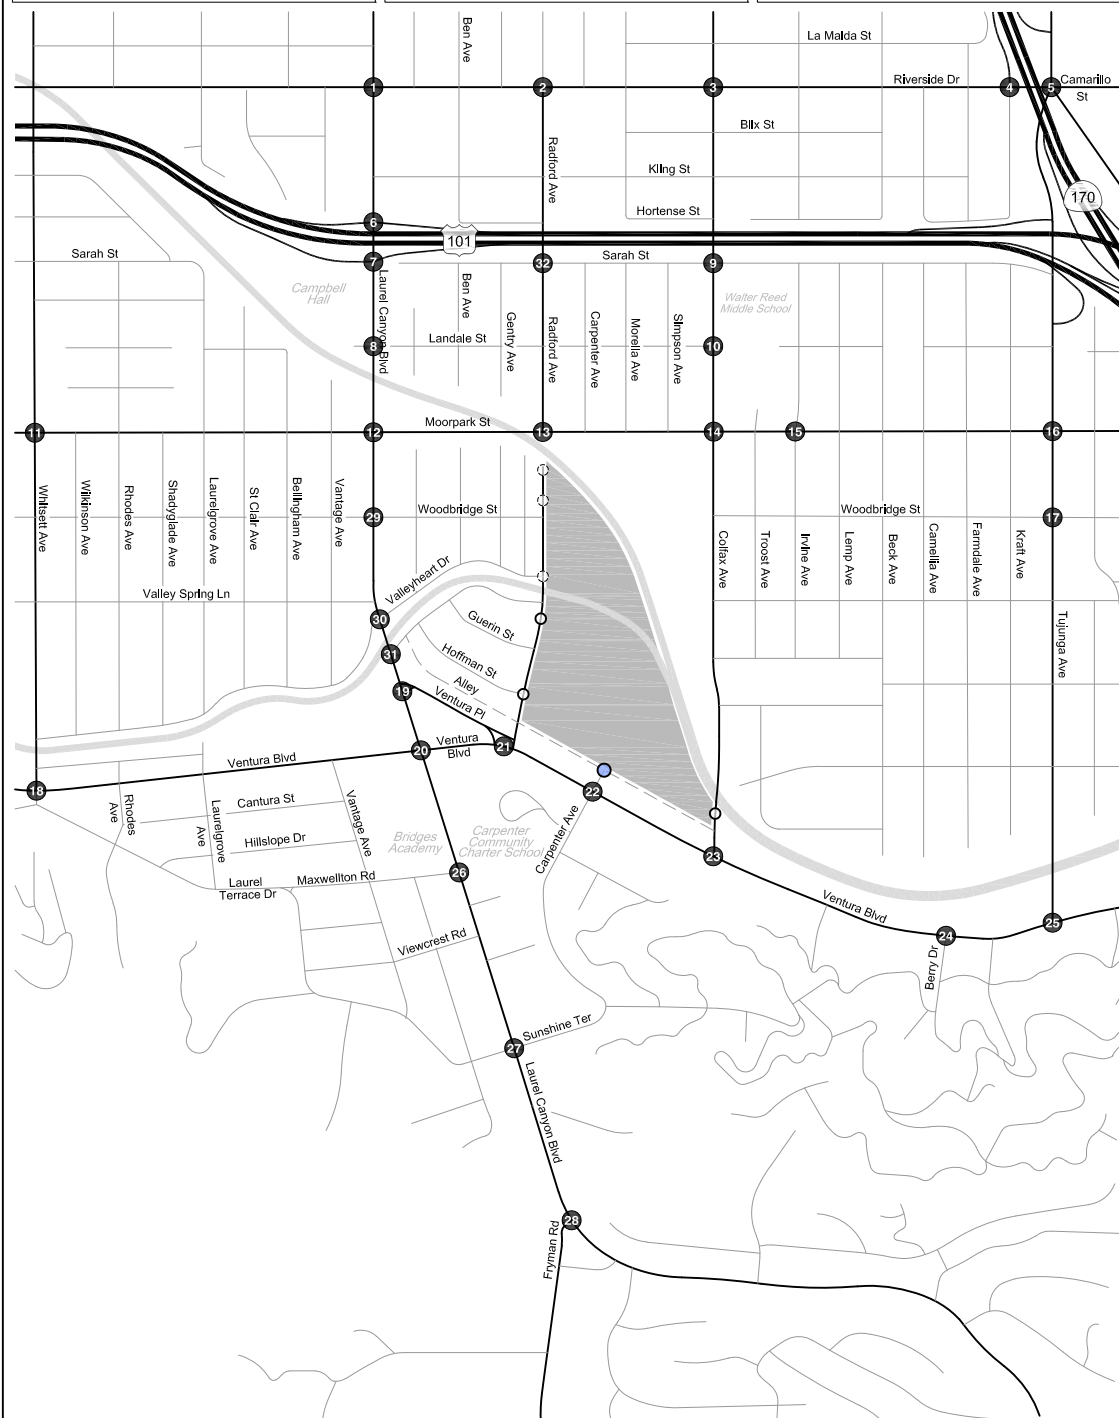 La Malda St
Ben Ave
Riverside Dr
Camarillo
St
1
2
3
4
5
Blix St
Radford Ave
Kling St
170
Hortense St
6
101
Sarah St
7
32
Sarah St
9
Campbell
Hall
Laurel Canyon Blvd
Ben Ave
Walter Reed
Middle School
Landale St
Gentry Ave
Radford Ave
Carpenter Ave
Morella Ave
Simpson Ave
8
10
Moorpark St
11
12
13
14
15
16
Whitsett Ave
Wilkinson Ave
Rhodes Ave
Shadyglade Ave
Laurelgrove Ave
St Clair Ave
Bellingham Ave
Vantage Ave
29
Woodbridge St
Woodbridge St
17
Colfax Ave
Troost Ave
Irvine Ave
Lemp Ave
Beck Ave
Camellia Ave
Farmdale Ave
Kraft Ave
Valley Spring Ln
Valleyheart Dr
30
Guerin St
Tujunga Ave
31
Hoffman St
Alley
19
Ventura Pl
Ventura
Blvd
20
21
Ventura Blvd
18
22
Rhodes
Ave
Cantura St
Laurelgrove
Ave
Vantage Ave
Hillslope Dr
Bridges
Academy
Carpenter
Community
Charter School
Carpenter Ave
23
26
Laurel
Terrace Dr
Maxwellton Rd
Ventura Blvd
24
25
Viewcrest Rd
Berry Dr
Sunshine Ter
27
Laurel Canyon Blvd
28
Fryman Rd